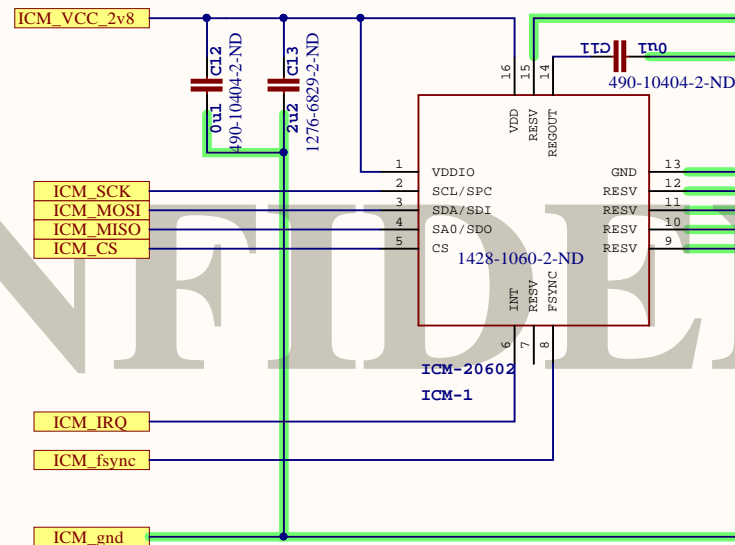 ICM_VCC_2v8
C12
0u1
490-10404-2-ND
C13
2u2
1276-6829-2-ND
C11
0u1
490-10404-2-ND
16
15
14
VDD
RESV
REGOUT
1
VDDIO
2
SCL/SPC
3
SDA/SDI
4
SA0/SDO
5
CS
GND
13
RESV
12
RESV
11
RESV
10
RESV
9
1428-1060-2-ND
INT
RESV
FSYNC
6
7
8
ICM-20602
ICM-1
ICM_SCK
ICM_MOSI
ICM_MISO
ICM_CS
ICM_IRQ
ICM_fsync
ICM_gnd
NFIDE